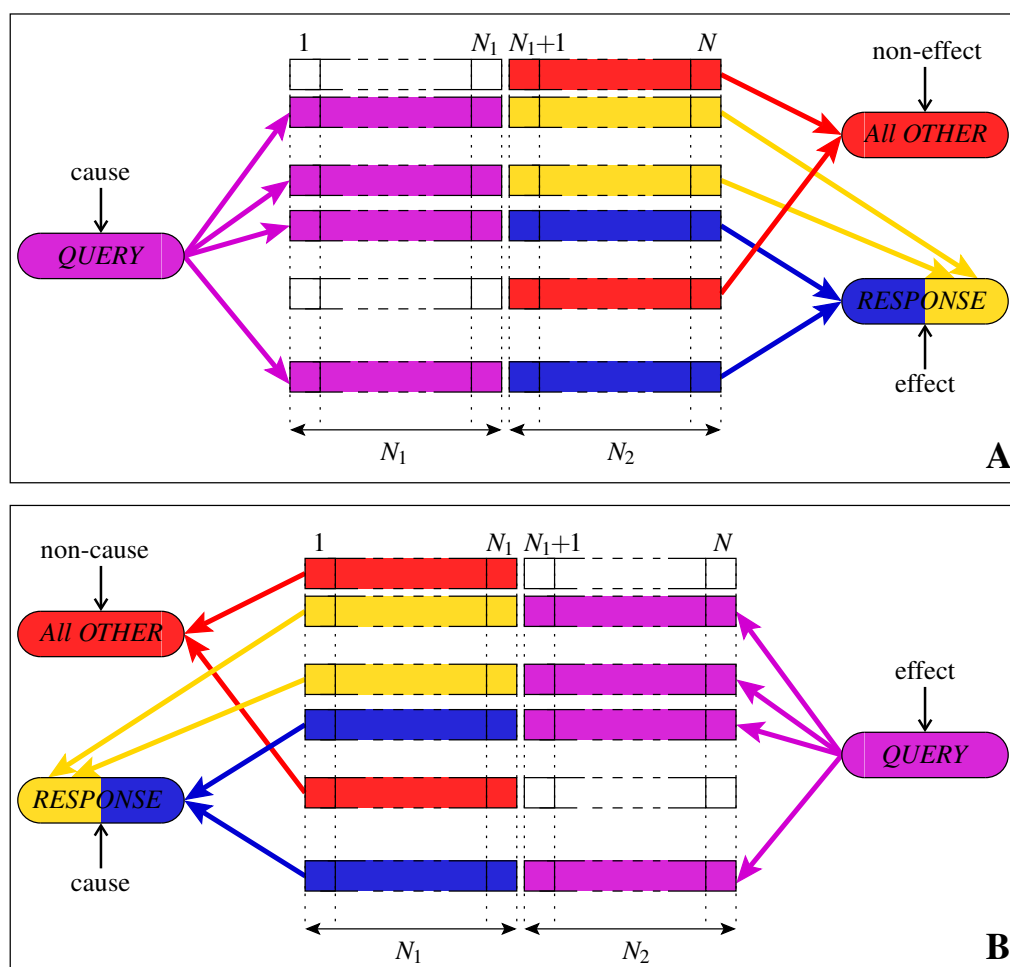 1 N₁ N₁+1 N
non-effect
All OTHER
cause
QUERY
RESPONSE
effect
N₁ N₂
A
1 N₁ N₁+1 N
non-cause
All OTHER
effect
QUERY
RESPONSE
cause
N₁ N₂
B